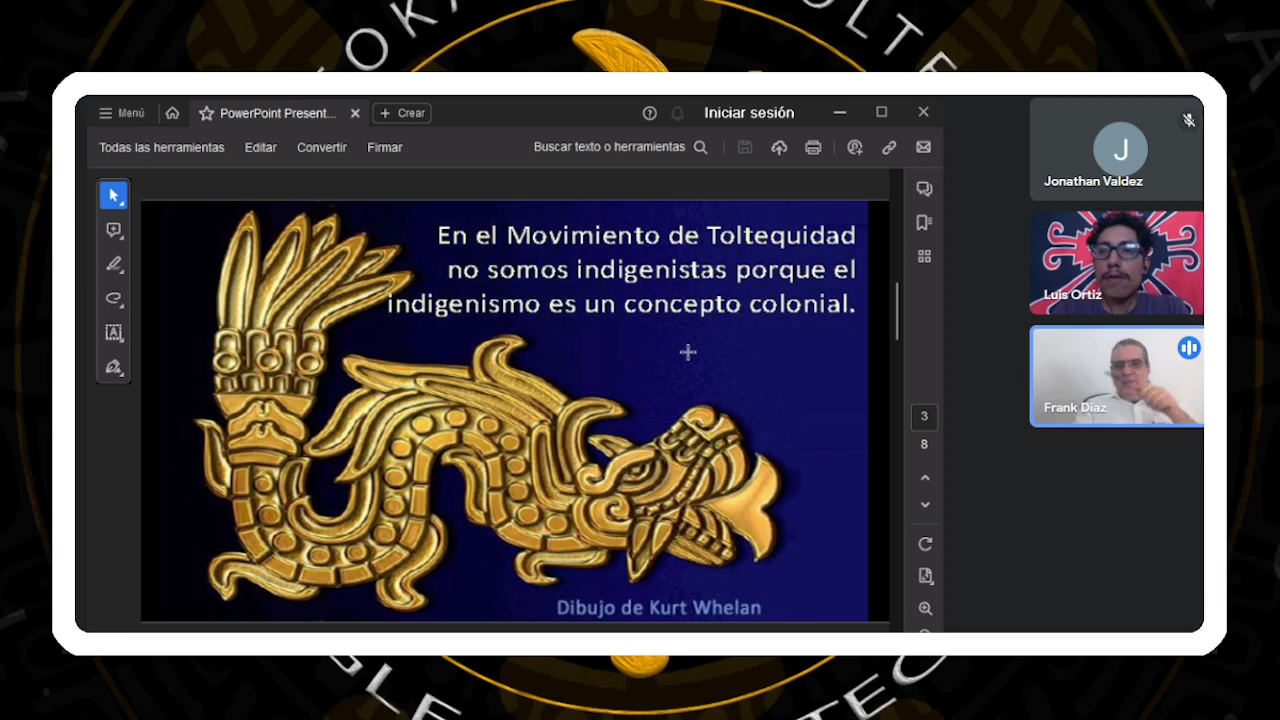 Menú
PowerPoint Present...
Crear
Iniciar sesión
Todas las herramientas
Editar
Convertir
Firmar
Buscar texto o herramientas
En el Movimiento de Toltequidad
no somos indigenistas porque el
indigenismo es un concepto colonial.
Dibujo de Kurt Whelan
3
8
J
Jonathan Valdez
Luis Ortiz
Frank Díaz